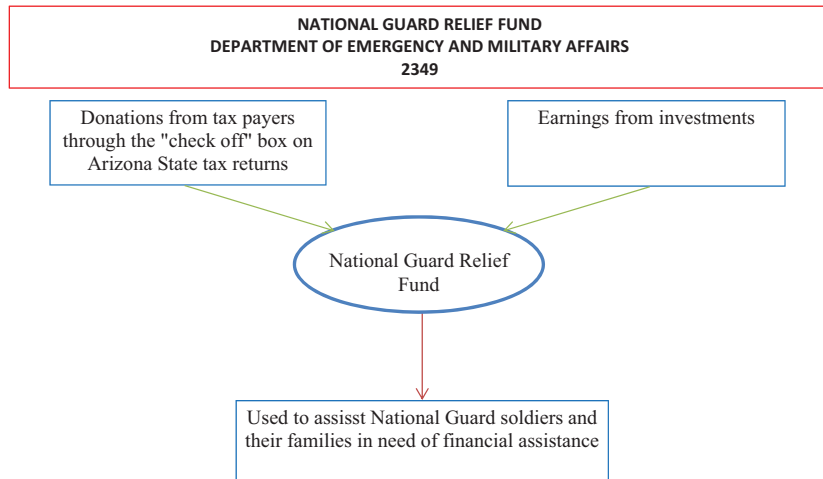 NATIONAL GUARD RELIEF FUND
DEPARTMENT OF EMERGENCY AND MILITARY AFFAIRS
2349
Donations from tax payers
through the "check off" box on
Arizona State tax returns
Earnings from investments
National Guard Relief
Fund
Used to assisst National Guard soldiers and
their families in need of financial assistance